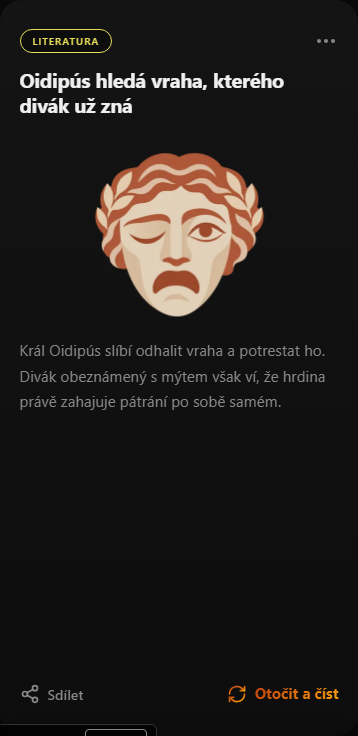 LITERATURA
Oidipús hledá vraha, kterého
divák už zná
Král Oidipús slíbí odhalit vraha a potrestat ho.
Divák obeznámený s mýtem však ví, že hrdina
právě zahajuje pátrání po sobě samém.
Sdílet
Otočit a číst